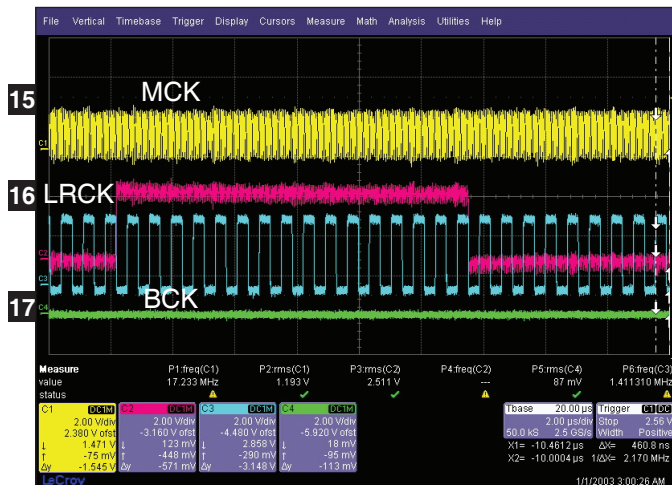 File Vertical Timebase Trigger Display Cursors Measure Math Analysis Utilities Help
15
MCK
C1
16 LRCK
C2
C3
BCK
17
C4
Measure P1:freq(C1) P2:rms(C1) P3:rms(C2) P4:freq(C2) P5:rms(C4) P6:freq(C3)
value 17.233 MHz 1.193 V 2.511 V --- 87 mV 1.411310 MHz
status
C1 DC1M C2 DC1M C3 DC1M C4 DC1M Tbase 20.00 µs Trigger C1 DC
2.00 V/div 2.00 V/div 2.00 V/div 2.00 V/div 2.00 µs/div Stop 2.56 V
2.380 V ofst -3.160 V ofst -4.480 V ofst -5.920 V ofst 50.0 kS 2.5 GS/s Width Positive
↓ 1.471 V ↓ 123 mV ↓ 2.858 V ↓ 18 mV X1= -10.4612 µs ΔX= 460.8 ns
↑ -75 mV ↑ -448 mV ↑ -290 mV ↑ -95 mV X2= -10.0004 µs 1/ΔX= 2.170 MHz
Δy -1.545 V Δy -571 mV Δy -3.148 V Δy -113 mV
LeCroy 1/1/2003 3:00:26 AM